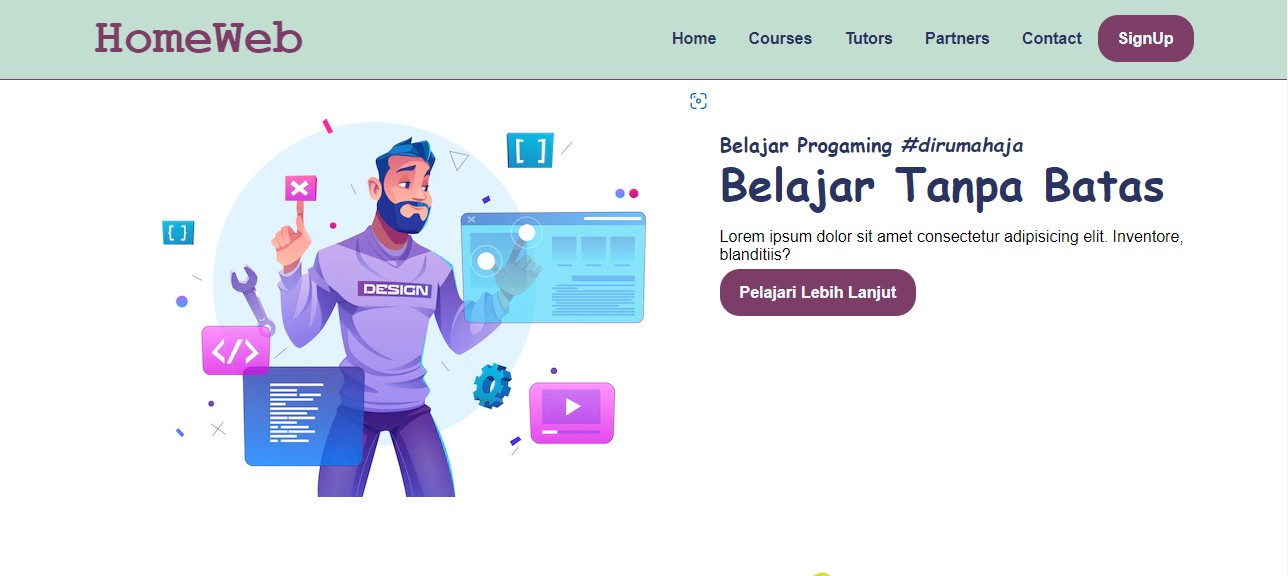 HomeWeb
Home Courses Tutors Partners Contact SignUp
Belajar Progaming #dirumahaja
Belajar Tanpa Batas
Lorem ipsum dolor sit amet consectetur adipisicing elit. Inventore,
blanditiis?
Pelajari Lebih Lanjut
[ ]
[ ]
DESIGN
</>